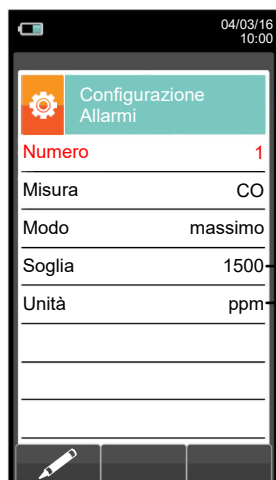 04/03/16
10:00
Configurazione
Allarmi
Numero 1
Misura CO
Modo massimo
Soglia 1500
Unità ppm